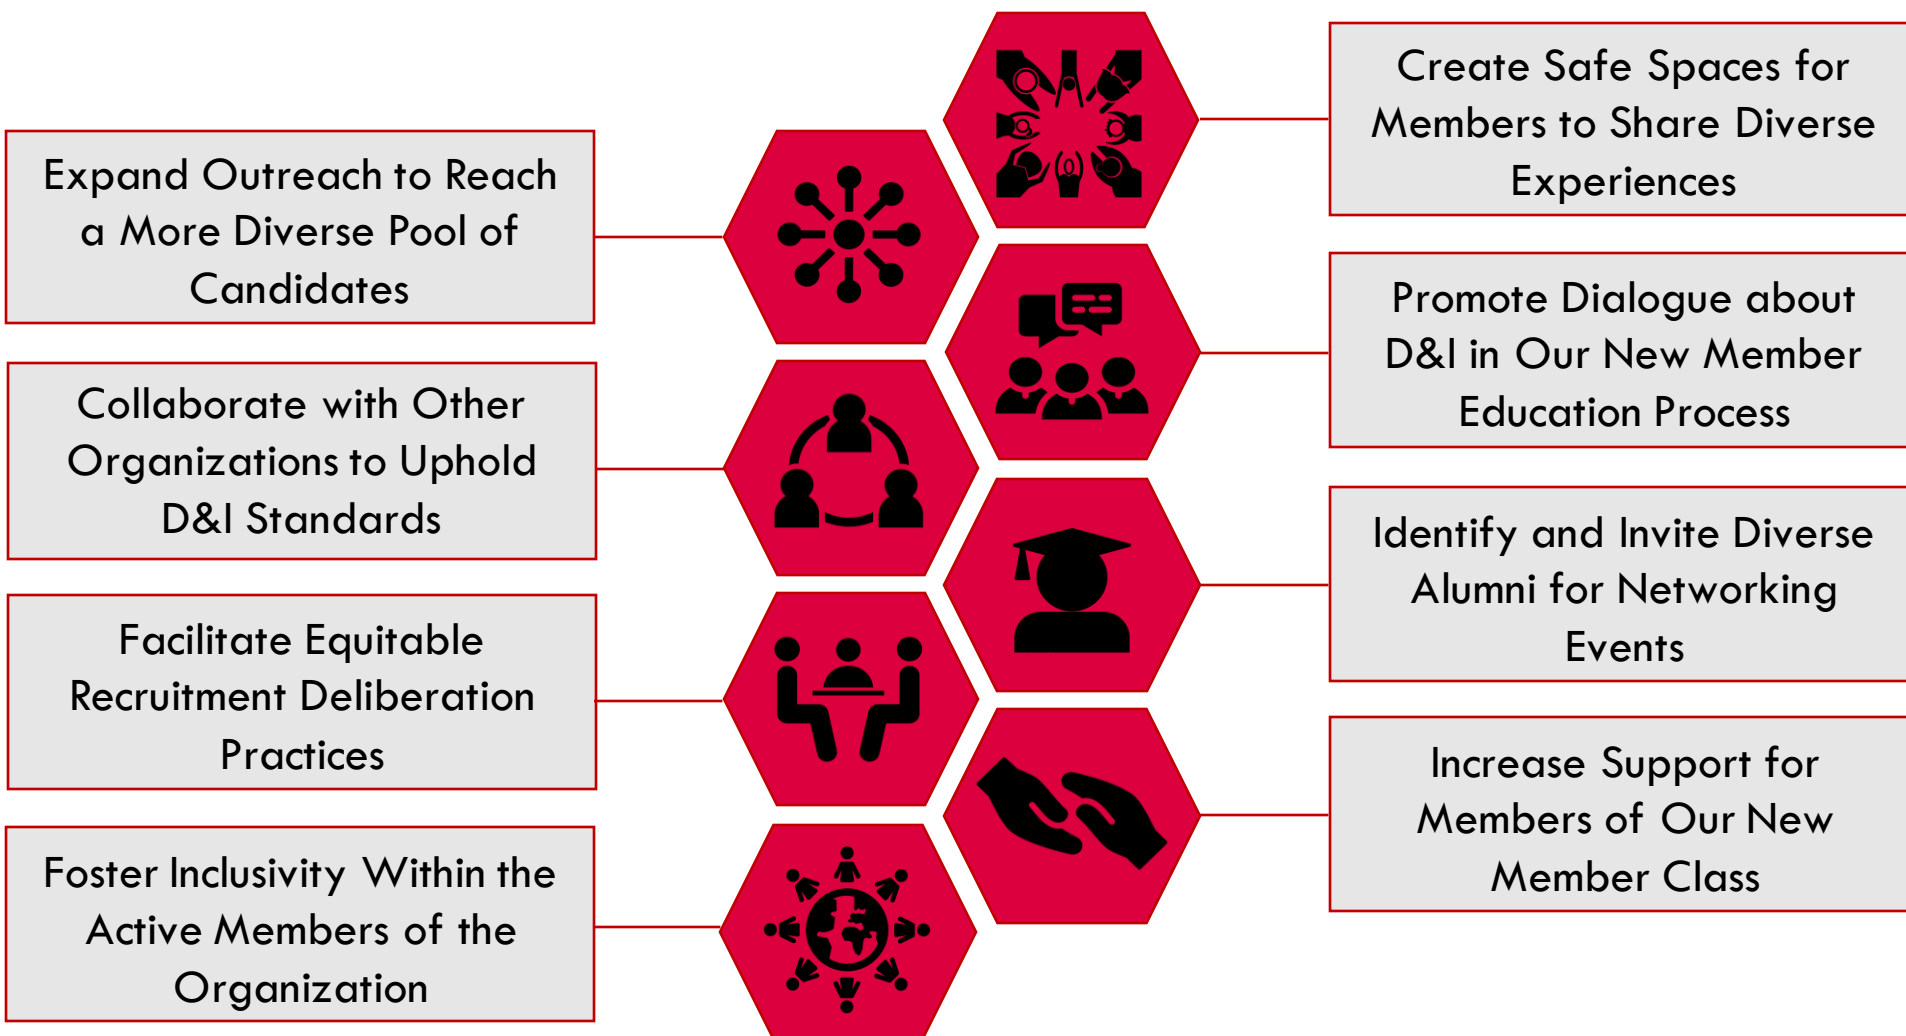 Expand Outreach to Reach
a More Diverse Pool of
Candidates
Collaborate with Other
Organizations to Uphold
D&I Standards
Facilitate Equitable
Recruitment Deliberation
Practices
Foster Inclusivity Within the
Active Members of the
Organization
Create Safe Spaces for
Members to Share Diverse
Experiences
Promote Dialogue about
D&I in Our New Member
Education Process
Identify and Invite Diverse
Alumni for Networking
Events
Increase Support for
Members of Our New
Member Class